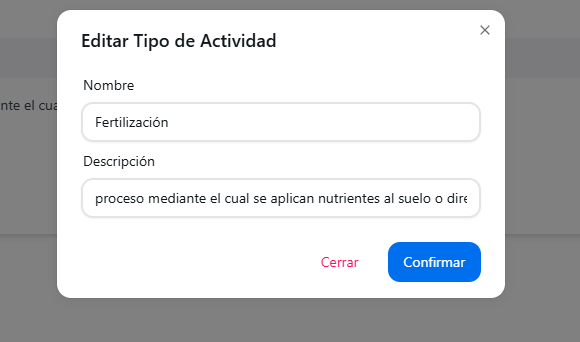 Editar Tipo de Actividad
Nombre
nte el cua
Fertilización
Descripción
proceso mediante el cual se aplican nutrientes al suelo o dire
Cerrar
Confirmar